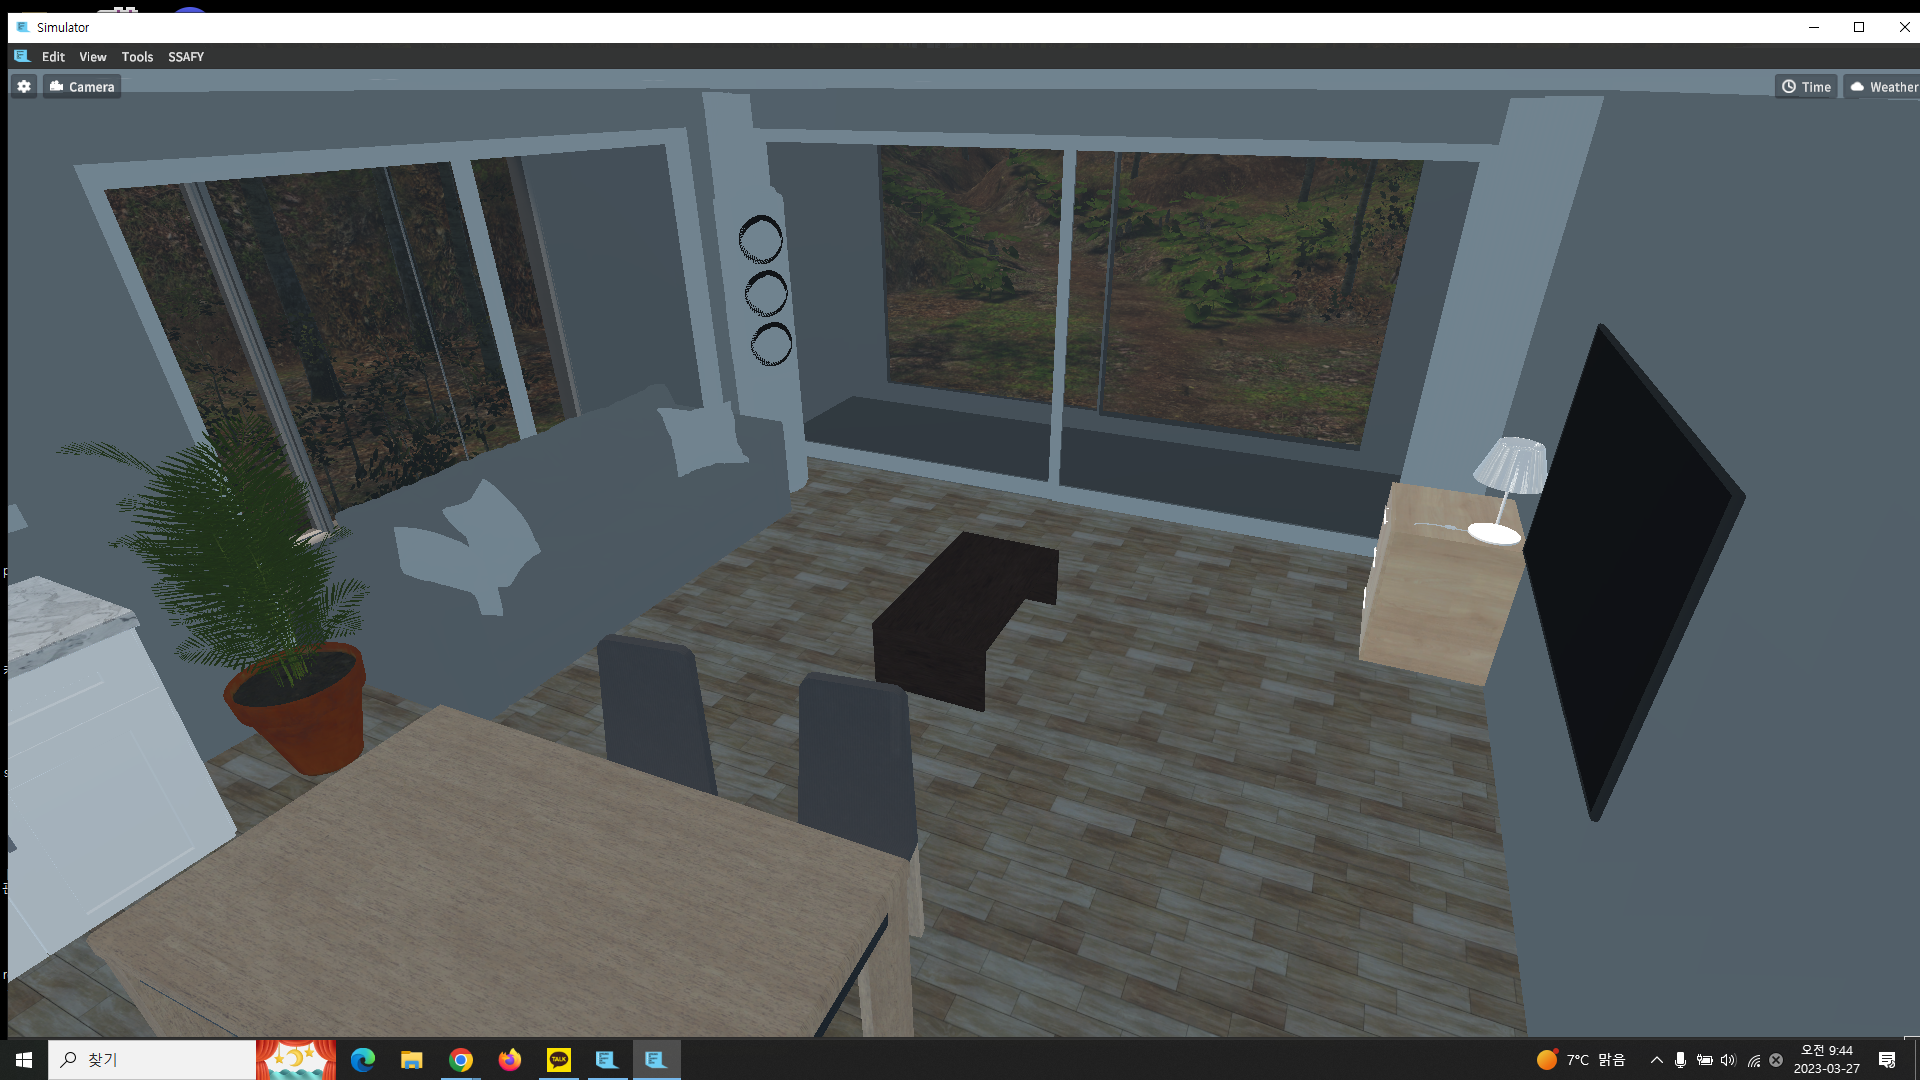 Simulator
Edit View Tools SSAFY
Camera
Time
Weather
찾기
TALK
7°C 맑음
오전 9:44
2023-03-27